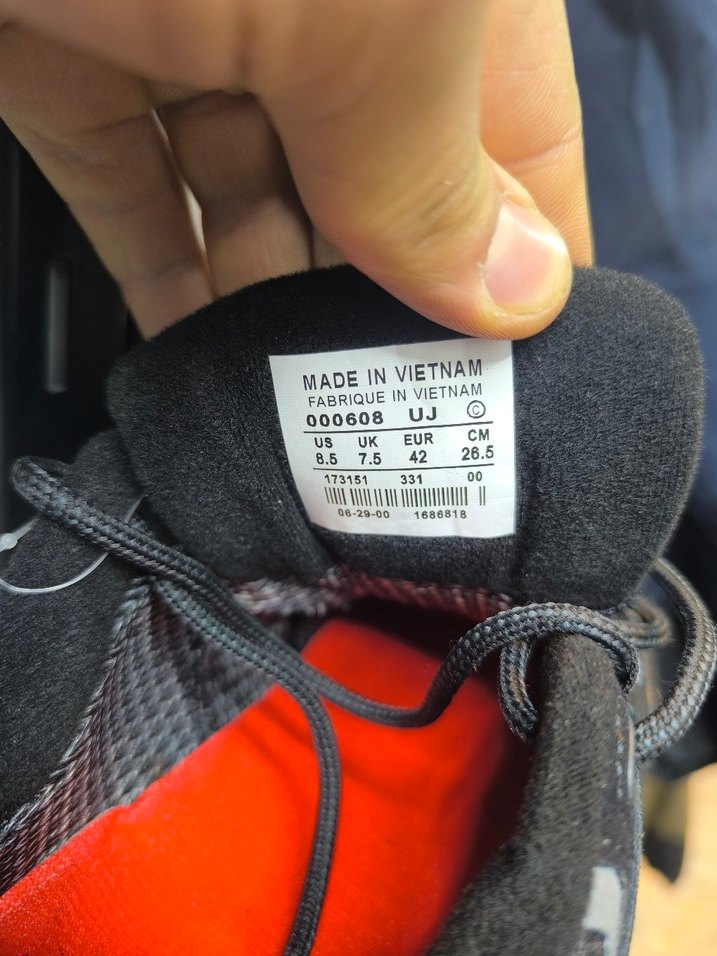 MADE IN VIETNAM
FABRIQUE IN VIETNAM
000608 UJ ©
US UK EUR CM
8.5 7.5 42 26.5
173151 331 00
06-29-00 1686818